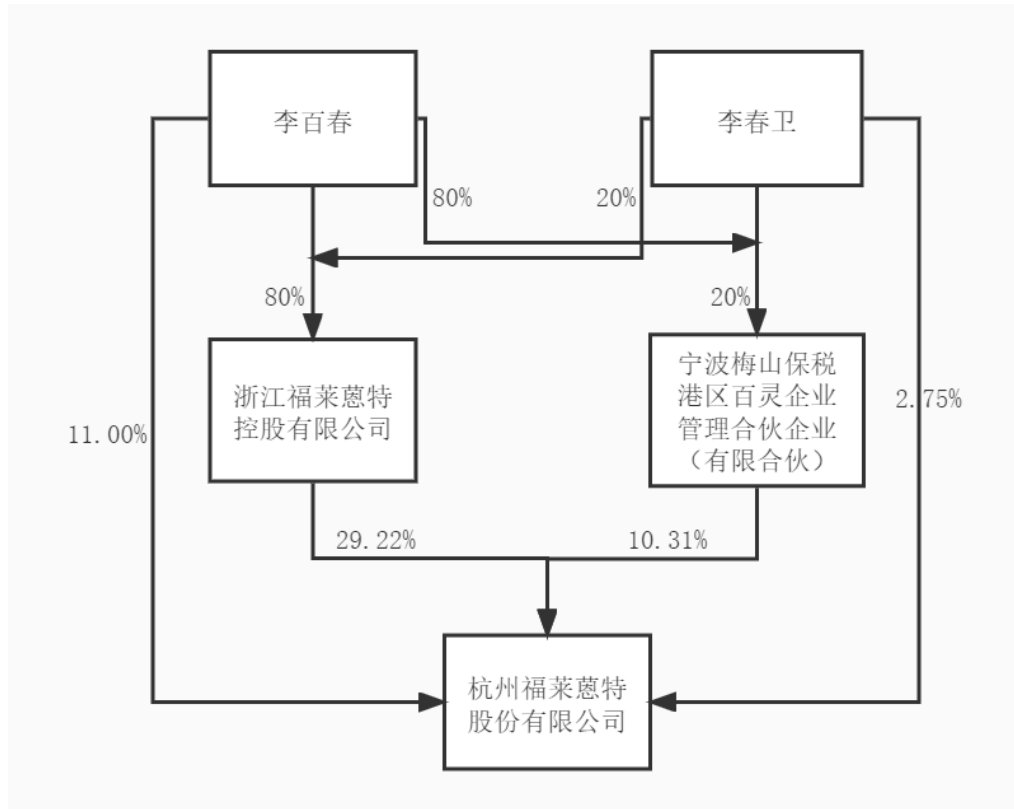 李百春
李春卫
80%
20%
80%
20%
浙江福莱蒽特
控股有限公司
宁波梅山保税
港区百灵企业
管理合伙企业
（有限合伙）
2.75%
11.00%
29.22%
10.31%
杭州福莱蒽特
股份有限公司